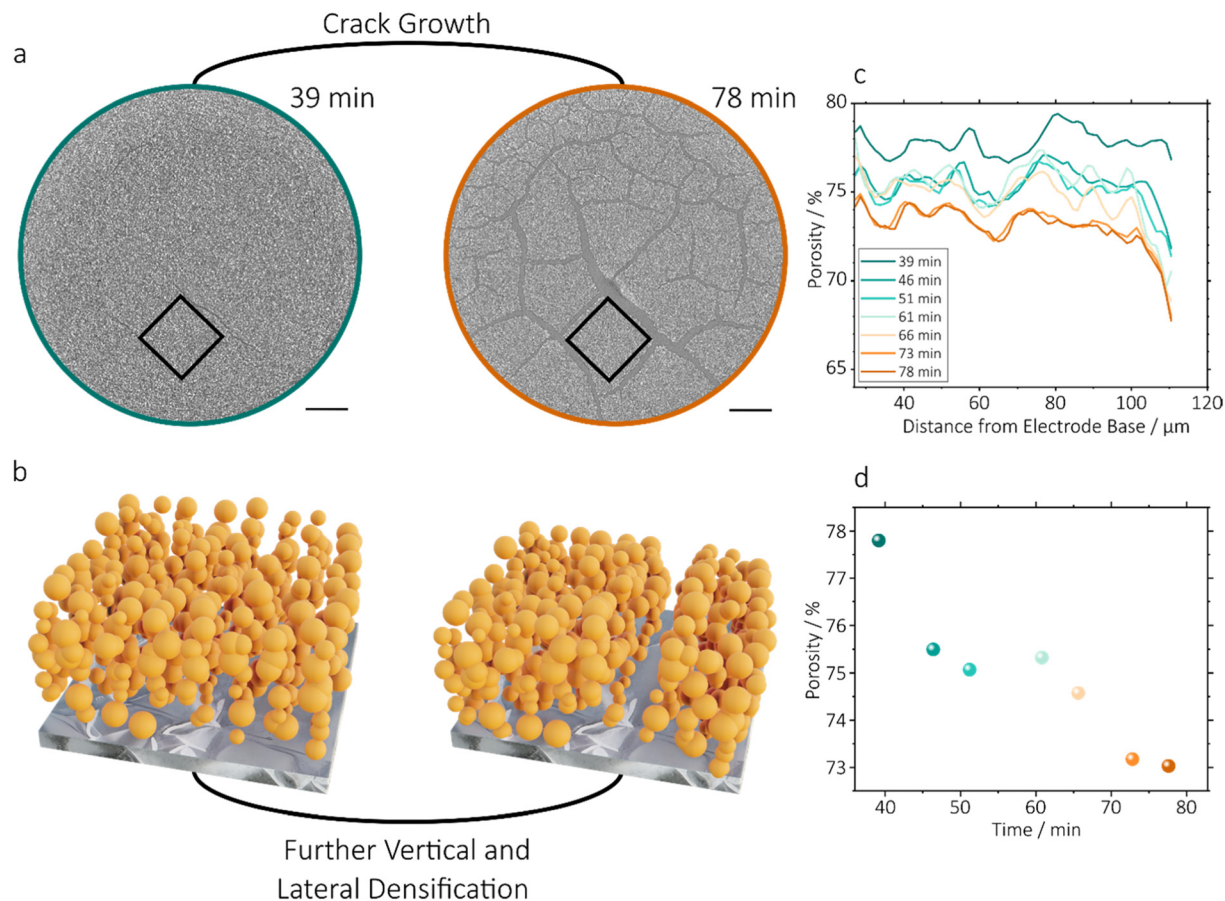 Crack Growth
a
39 min
78 min
b
Further Vertical and
Lateral Densification
c
80
75
70
65
Porosity / %
39 min
46 min
51 min
61 min
66 min
73 min
78 min
40
60
80
100
120
Distance from Electrode Base / µm
d
78
77
76
75
74
73
Porosity / %
40
50
60
70
80
Time / min